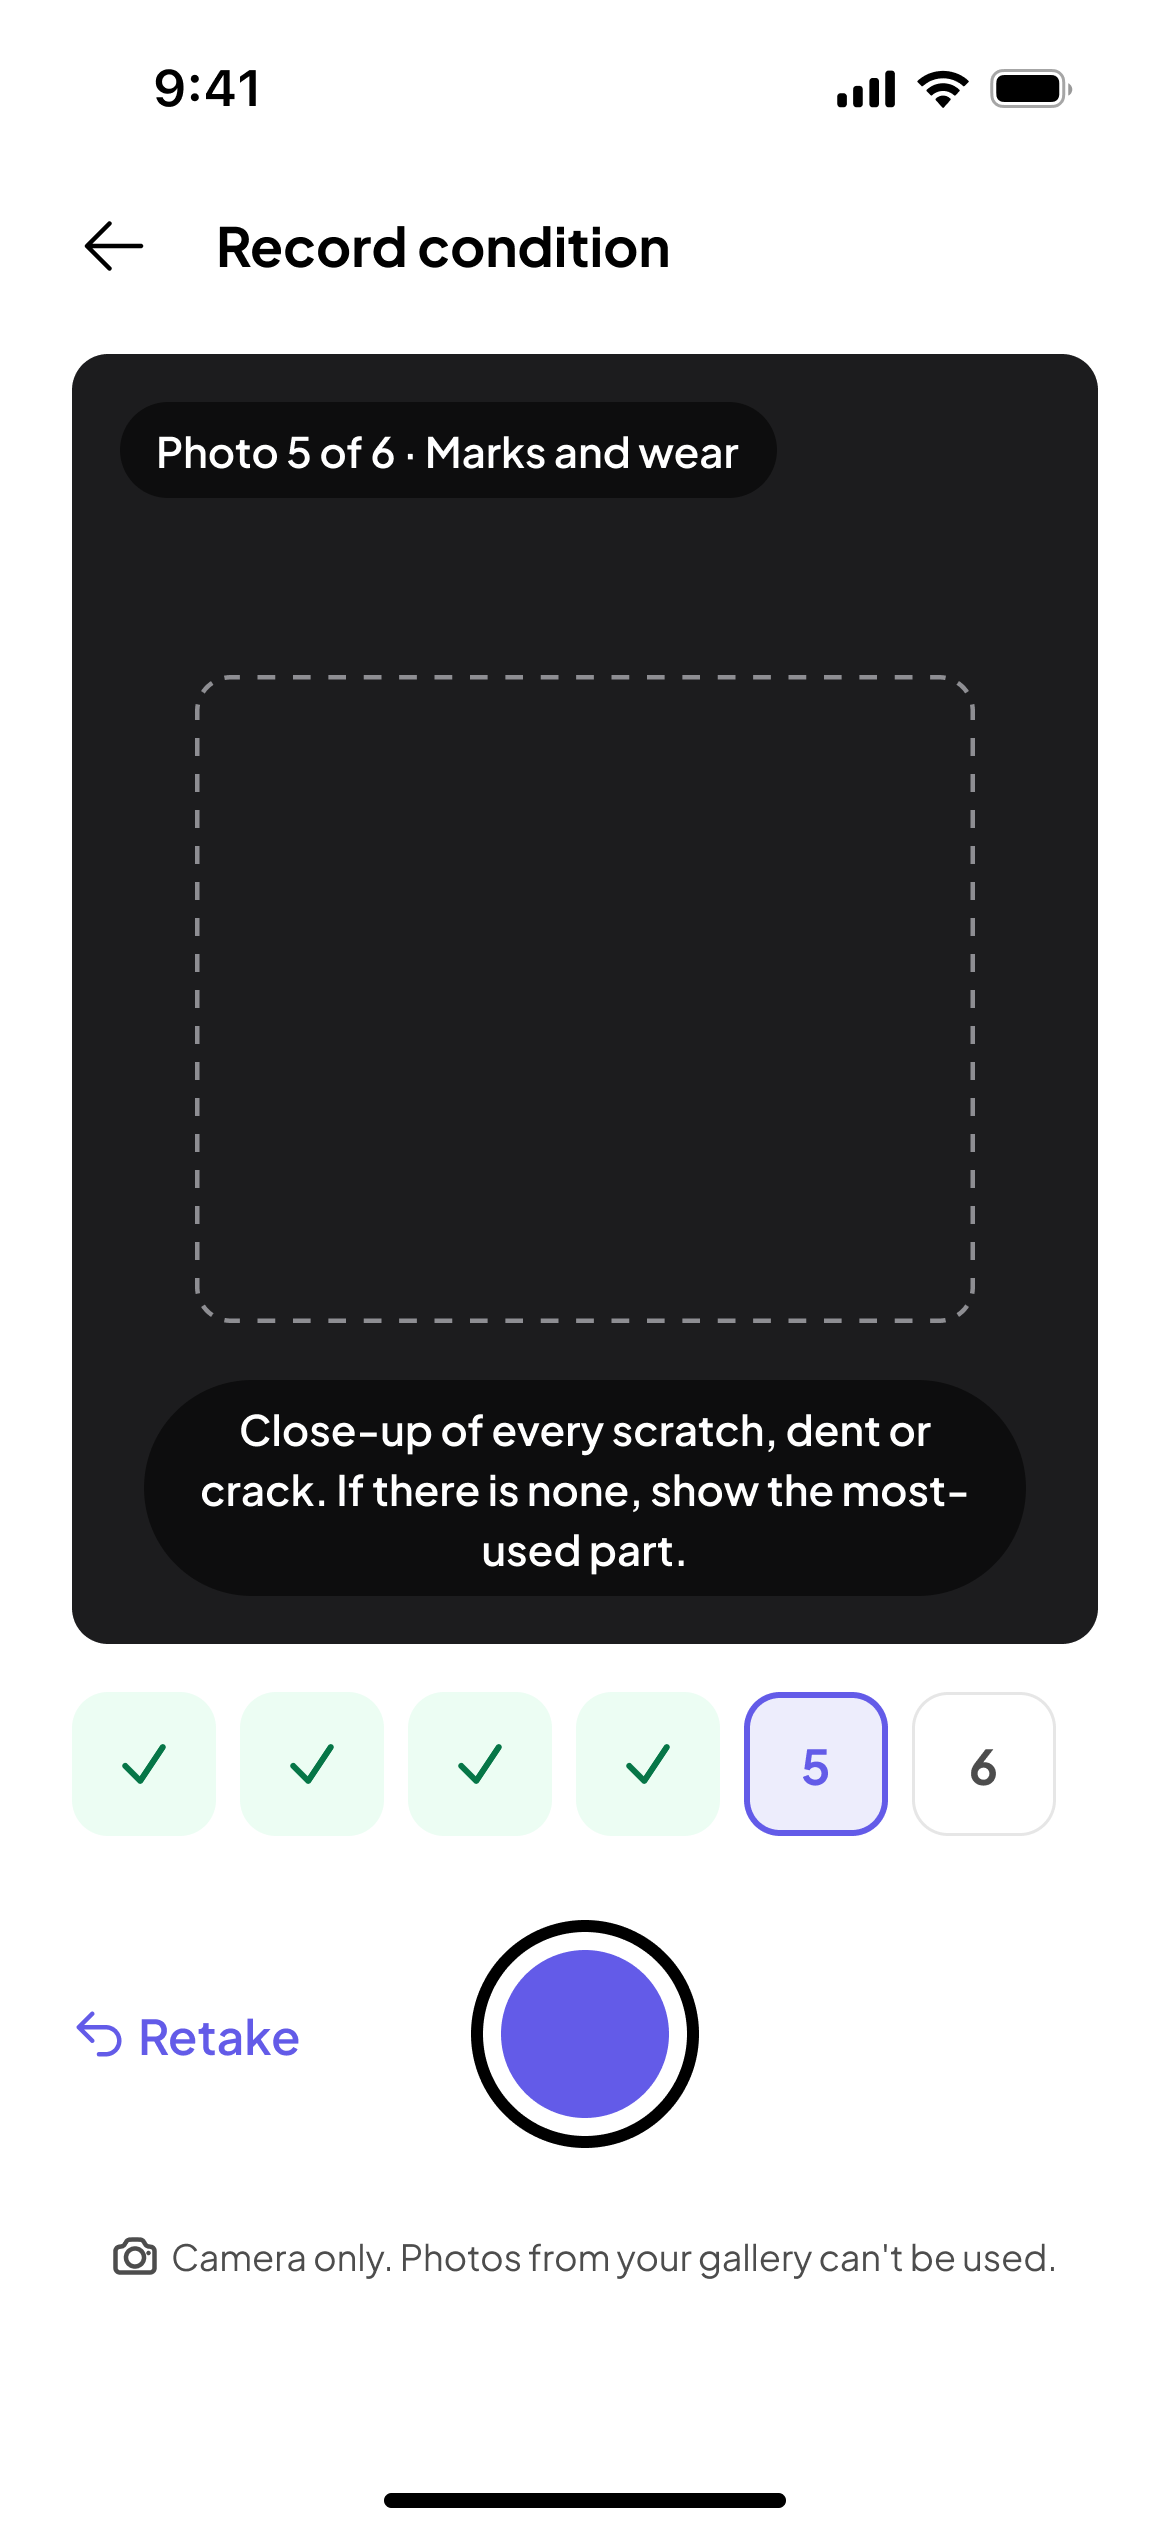 9:41
Record condition
Photo 5 of 6 · Marks and wear
Close-up of every scratch, dent or
crack. If there is none, show the most-
used part.
5
6
Retake
Camera only. Photos from your gallery can't be used.